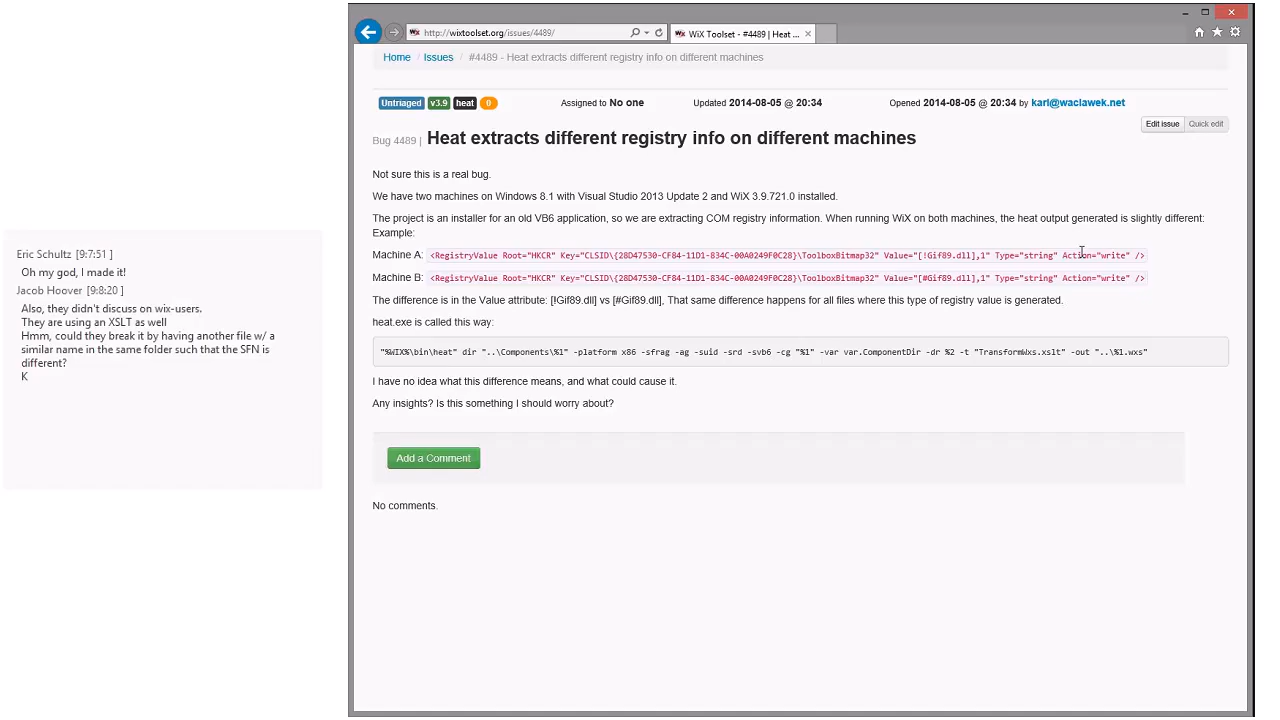 Eric Schultz [9:7:51 ]
Oh my god, I made it!
Jacob Hoover [9:8:20 ]
Also, they didn't discuss on wix-users.
They are using an XSLT as well
Hmm, could they break it by having another file w/ a
similar name in the same folder such that the SFN is
different?
K
http://wixtoolset.org/issues/4489/
WiX Toolset - #4489 | Heat ...
Home / Issues / #4489 - Heat extracts different registry info on different machines
Untriaged v3.9 heat 0 Assigned to No one Updated 2014-08-05 @ 20:34 Opened 2014-08-05 @ 20:34 by karl@waclawek.net
Edit issue Quick edit
Bug 4489 | Heat extracts different registry info on different machines
Not sure this is a real bug.
We have two machines on Windows 8.1 with Visual Studio 2013 Update 2 and WiX 3.9.721.0 installed.
The project is an installer for an old VB6 application, so we are extracting COM registry information. When running WiX on both machines, the heat output generated is slightly different:
Example:
Machine A: <RegistryValue Root="HKCR" Key="CLSID\{28D47530-CF84-11D1-834C-00A0249F0C28}\ToolboxBitmap32" Value="[!Gif89.dll],1" Type="string" Action="write" />
Machine B: <RegistryValue Root="HKCR" Key="CLSID\{28D47530-CF84-11D1-834C-00A0249F0C28}\ToolboxBitmap32" Value="[#Gif89.dll],1" Type="string" Action="write" />
The difference is in the Value attribute: [!Gif89.dll] vs [#Gif89.dll], That same difference happens for all files where this type of registry value is generated.
heat.exe is called this way:
"%WIX%\bin\heat" dir "..\Components\%1" -platform x86 -sfrag -ag -suid -srd -svb6 -cg "%1" -var var.ComponentDir -dr %2 -t "TransformWxs.xslt" -out "..\%1.wxs"
I have no idea what this difference means, and what could cause it.
Any insights? Is this something I should worry about?
Add a Comment
No comments.